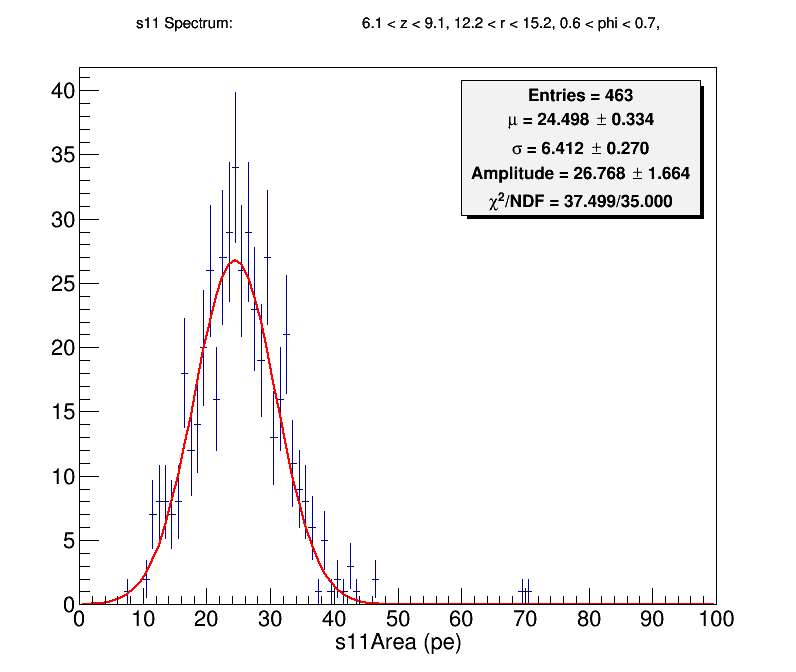 s11 Spectrum: 6.1 < z < 9.1, 12.2 < r < 15.2, 0.6 < phi < 0.7,
Entries = 463
μ = 24.498 ± 0.334
σ = 6.412 ± 0.270
Amplitude = 26.768 ± 1.664
χ²/NDF = 37.499/35.000
40
35
30
25
20
15
10
5
0
0 10 20 30 40 50 60 70 80 90 100
s11Area (pe)